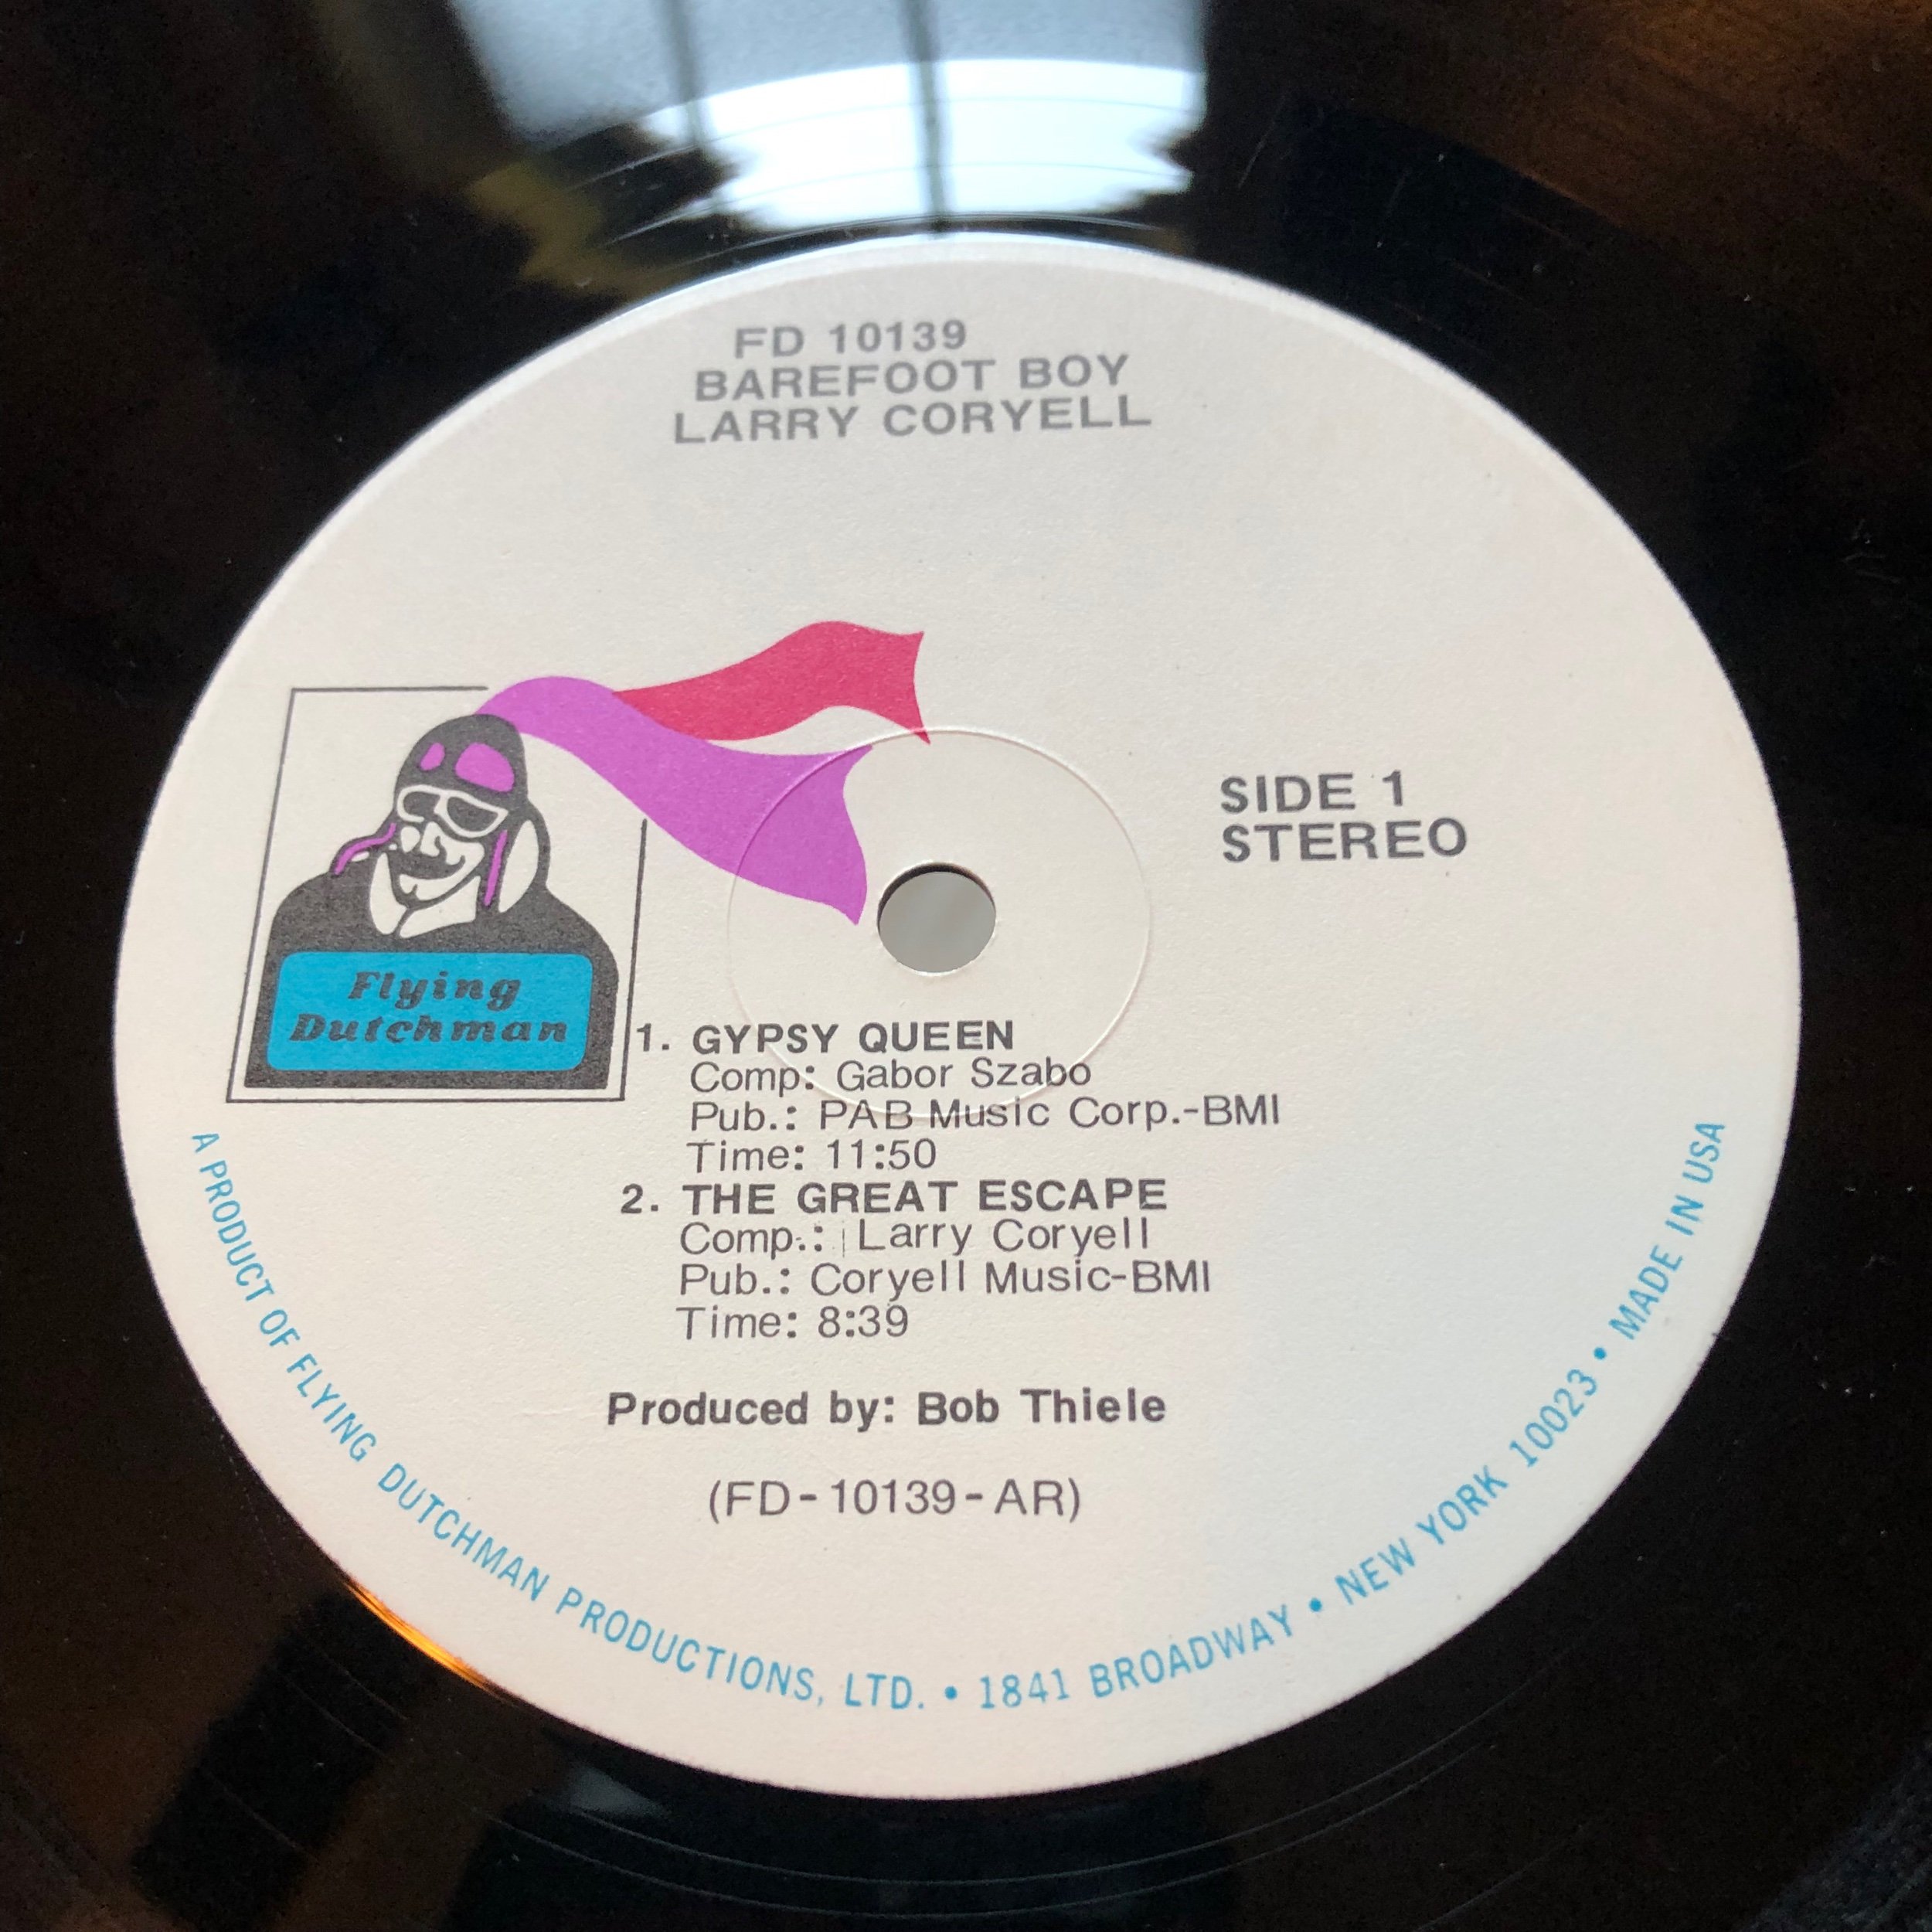 FD 10139
BAREFOOT BOY
LARRY CORYELL
SIDE 1
STEREO
Flying
Dutchman
1. GYPSY QUEEN
Comp: Gabor Szabo
Pub.: PAB Music Corp.-BMI
Time: 11:50
2. THE GREAT ESCAPE
Comp.: Larry Coryell
Pub.: Coryell Music-BMI
Time: 8:39
Produced by: Bob Thiele
(FD-10139-AR)
A PRODUCT OF FLYING DUTCHMAN PRODUCTIONS, LTD. • 1841 BROADWAY • NEW YORK 10023 • MADE IN USA